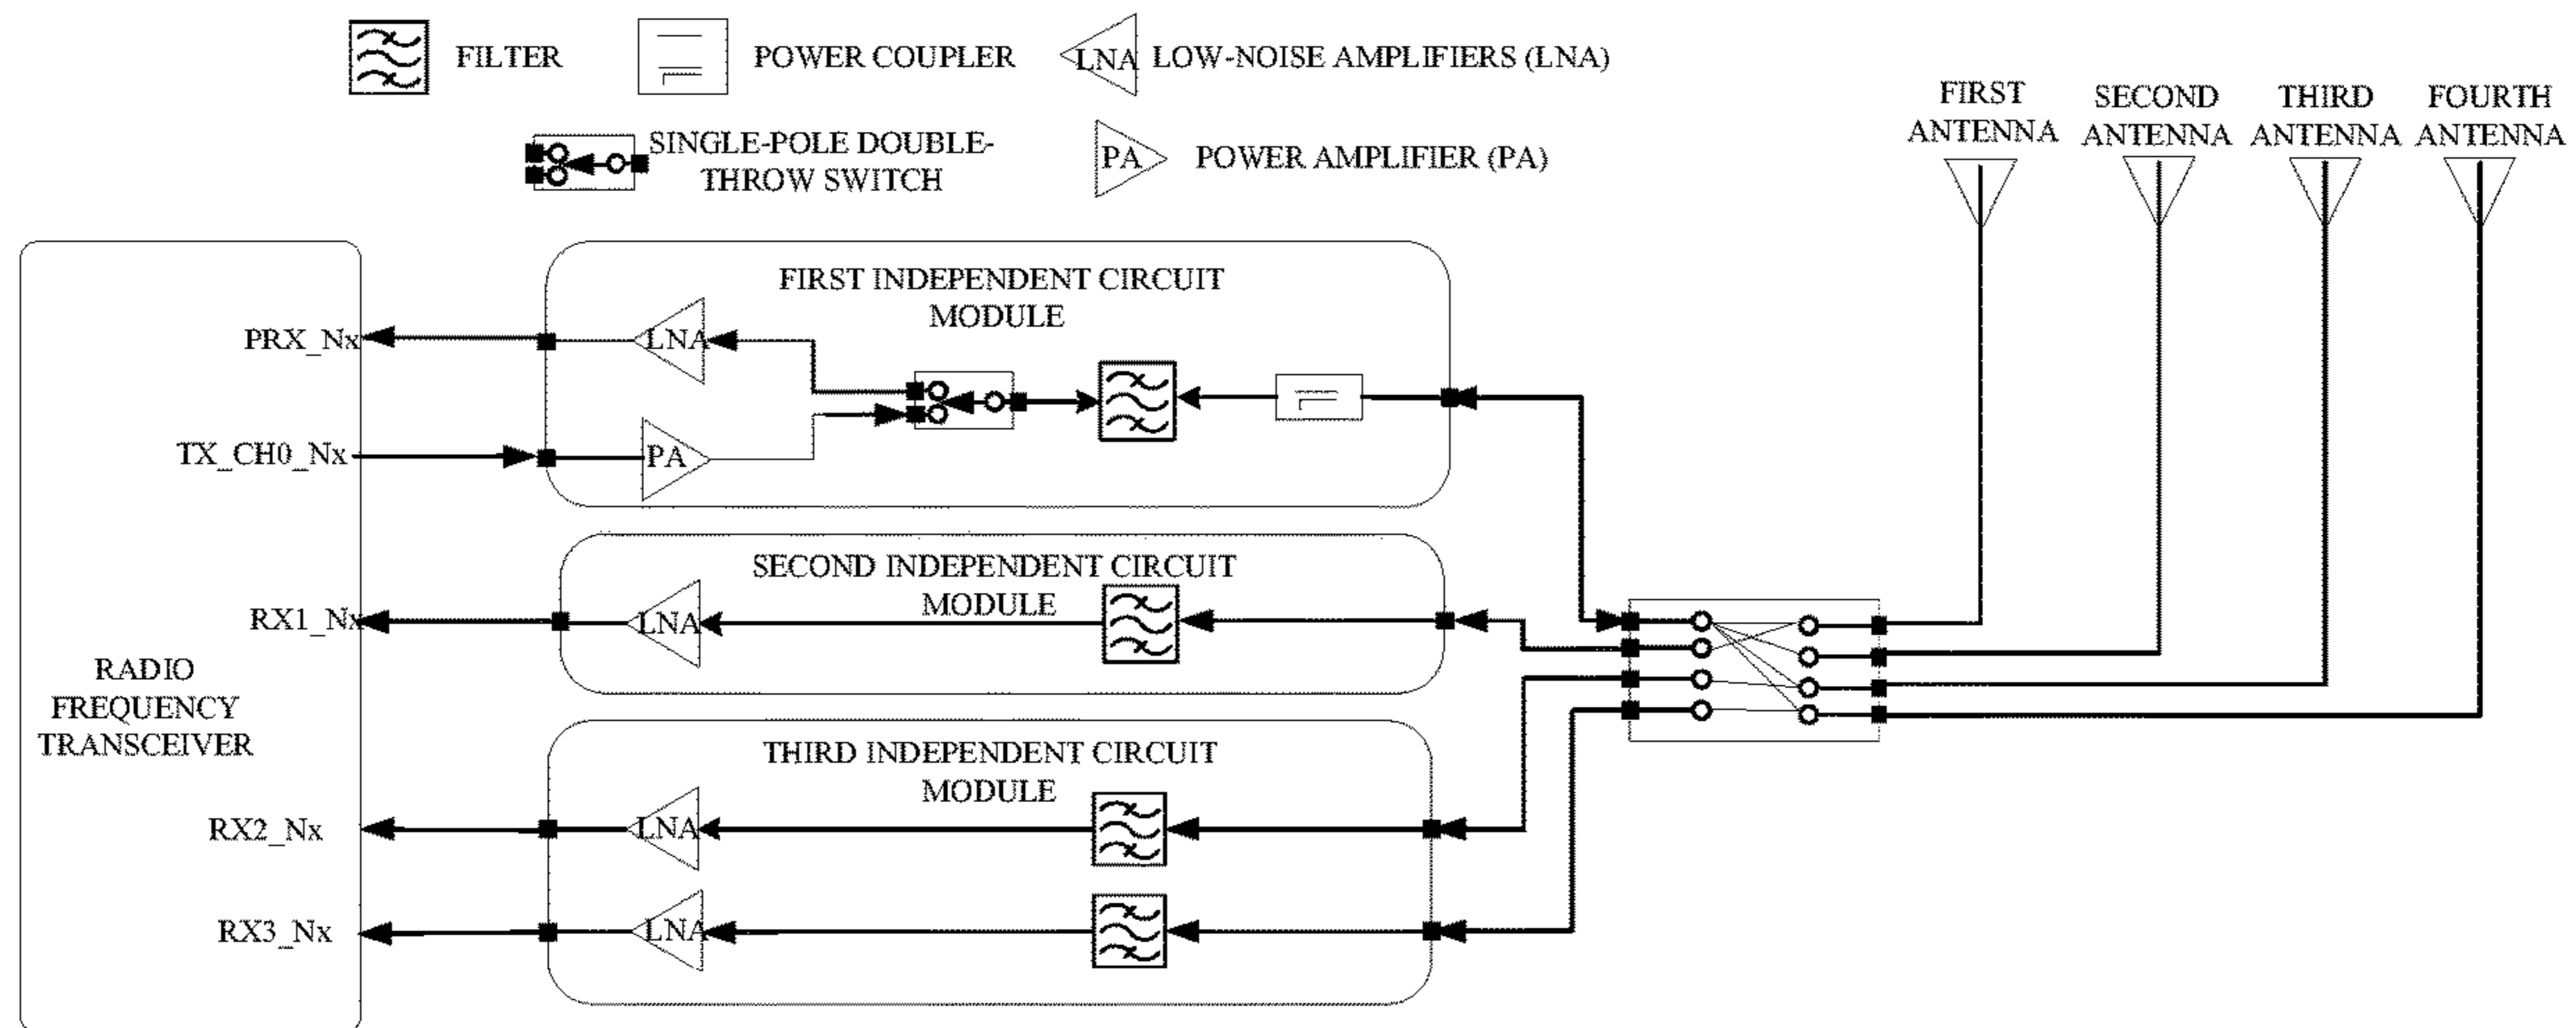 FILTER
POWER COUPLER
LNA
LOW-NOISE AMPLIFIERS (LNA)
SINGLE-POLE DOUBLE-
THROW SWITCH
PA
POWER AMPLIFIER (PA)
FIRST
ANTENNA
SECOND
ANTENNA
THIRD
ANTENNA
FOURTH
ANTENNA
FIRST INDEPENDENT CIRCUIT
MODULE
PRX_Nx
LNA
TX_CH0_Nx
PA
SECOND INDEPENDENT CIRCUIT
MODULE
RX1_Nx
LNA
RADIO
FREQUENCY
TRANSCEIVER
THIRD INDEPENDENT CIRCUIT
MODULE
RX2_Nx
LNA
RX3_Nx
LNA